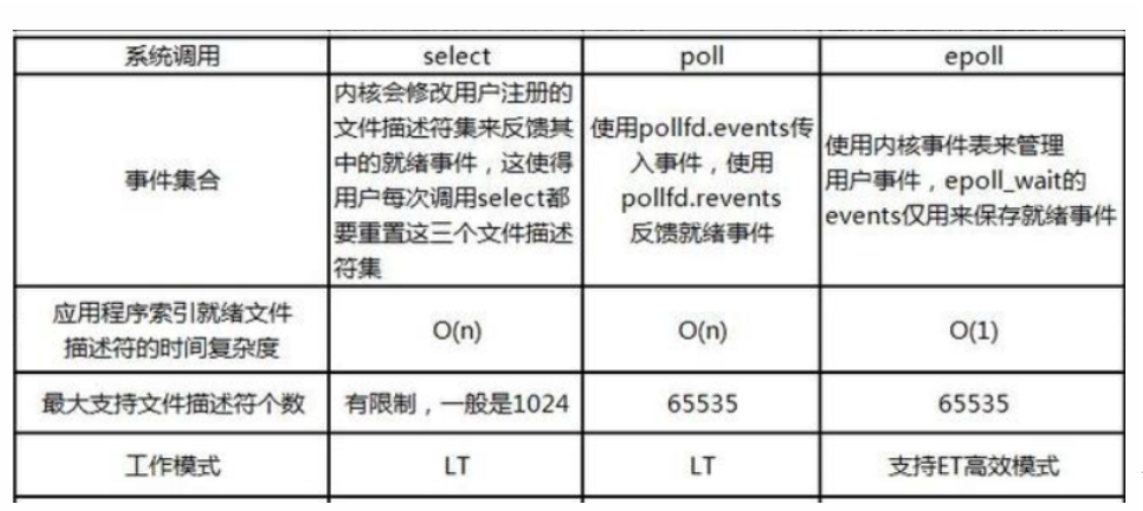 系统调用
select
poll
epoll
事件集合
内核会修改用户注册的
文件描述符集来反馈其
中的就绪事件，这使得
用户每次调用select都
要重置这三个文件描述
符集
使用pollfd.events传
入事件，使用
pollfd.revents
反馈就绪事件
使用内核事件表来管理
用户事件，epoll_wait的
events仅用来保存就绪事件
应用程序索引就绪文件
描述符的时间复杂度
O(n)
O(n)
O(1)
最大支持文件描述符个数
有限制，一般是1024
65535
65535
工作模式
LT
LT
支持ET高效模式